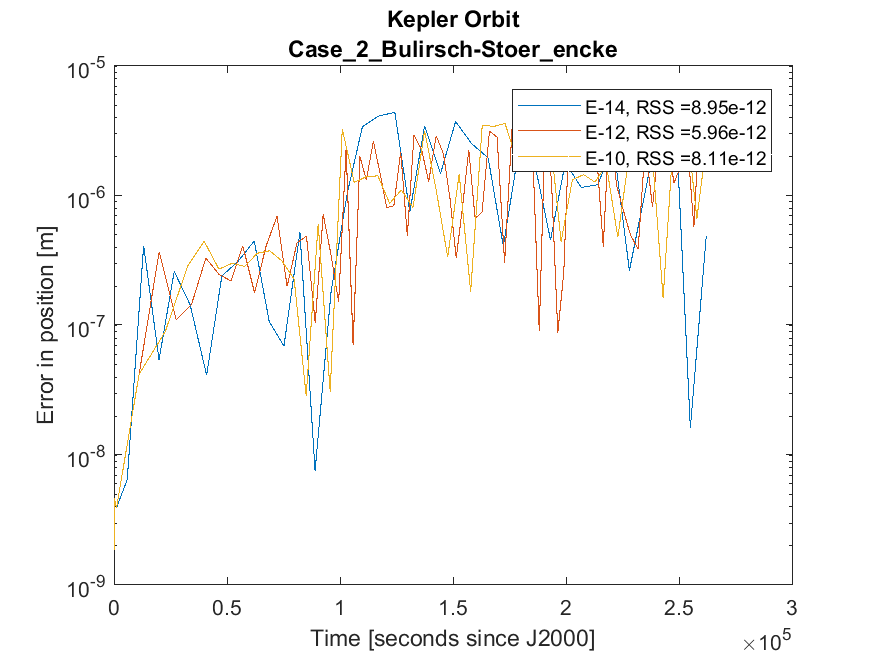 Kepler Orbit
Case_2_Bulirsch-Stoer_encke
10^-5
10^-6
10^-7
10^-8
10^-9
Error in position [m]
E-14, RSS =8.95e-12
E-12, RSS =5.96e-12
E-10, RSS =8.11e-12
0 0.5 1 1.5 2 2.5 3
Time [seconds since J2000]
×10^5